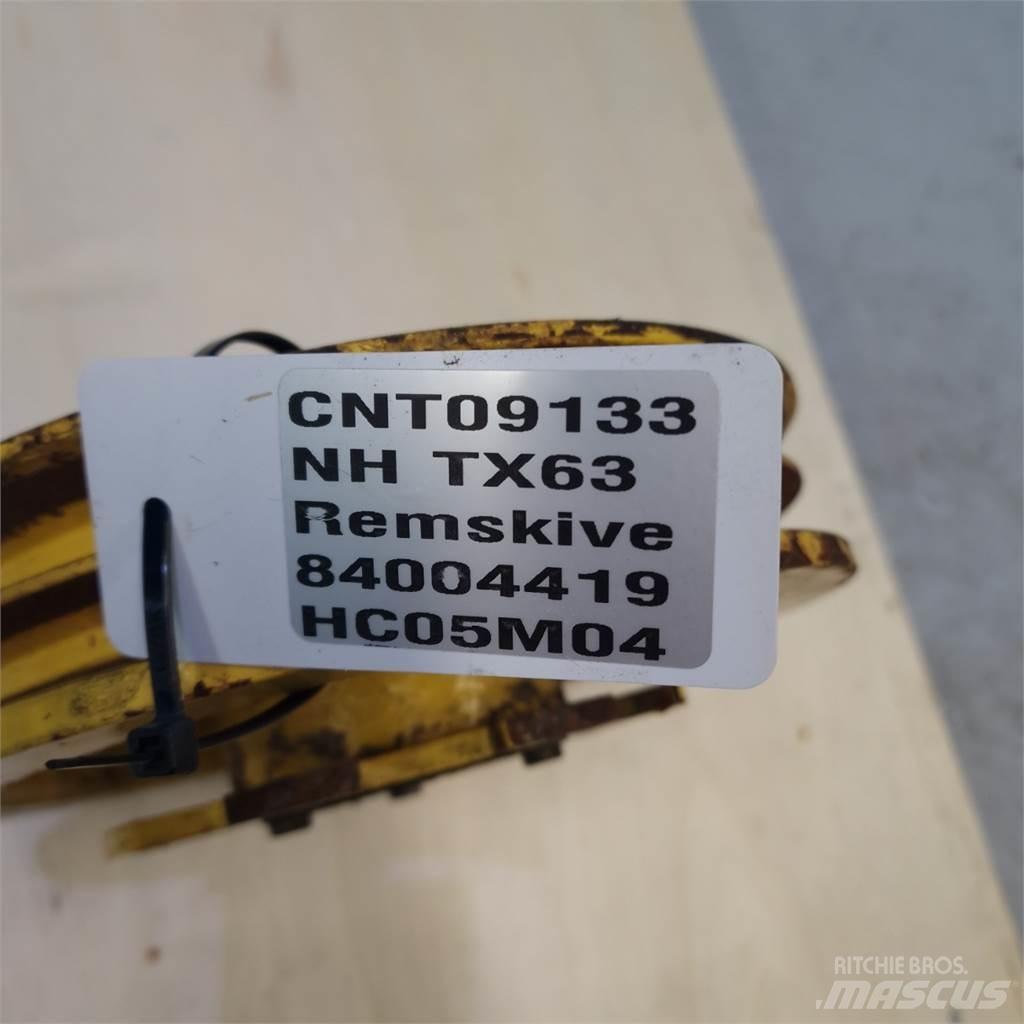 CNT09133
NH TX63
Remskive
84004419
HC05M04
RITCHIE BROS.
MASCUS